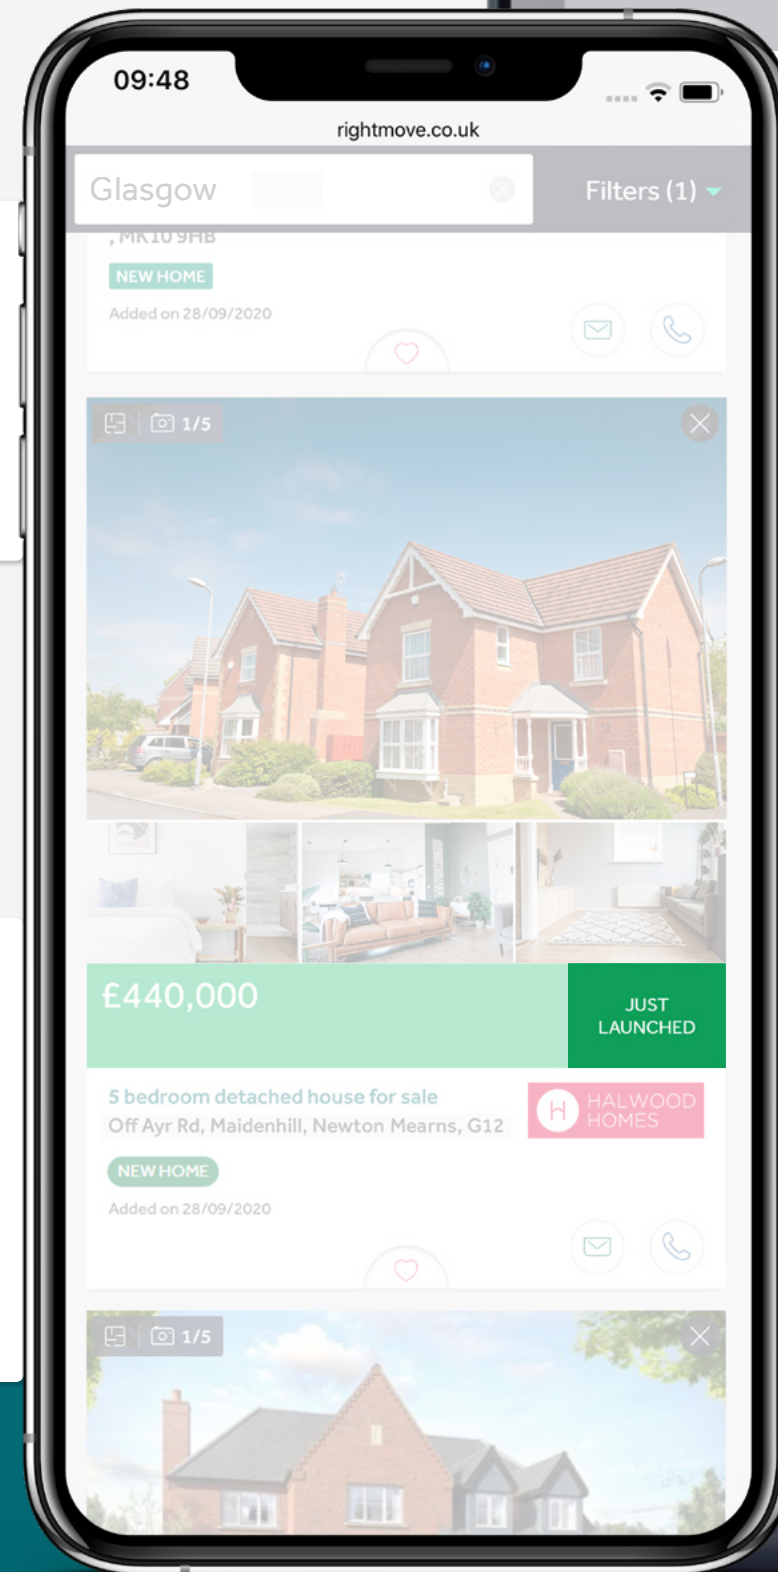 09:48
rightmove.co.uk
Glasgow
Filters (1)
, MK10 9HB
NEW HOME
Added on 28/09/2020
1/5
£440,000
JUST
LAUNCHED
5 bedroom detached house for sale
Off Ayr Rd, Maidenhill, Newton Mearns, G12
HALWOOD
HOMES
NEW HOME
Added on 28/09/2020
1/5